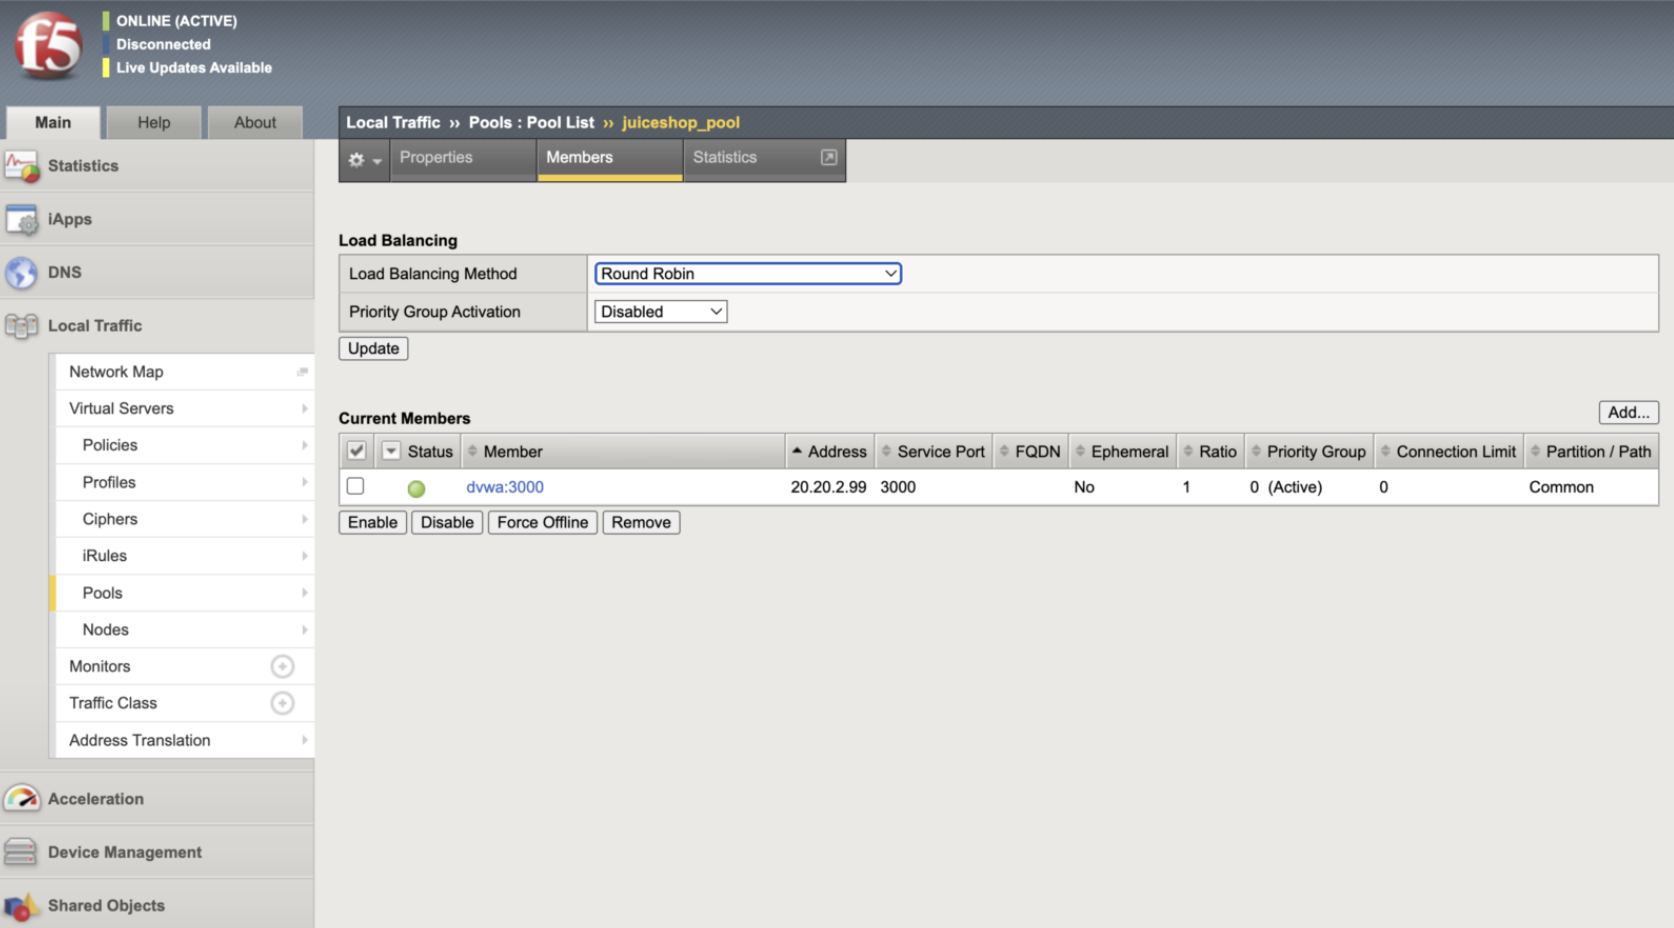 f5
ONLINE (ACTIVE)
Disconnected
Live Updates Available
Main Help About
Local Traffic ›› Pools : Pool List ›› juiceshop_pool
Properties Members Statistics
Statistics
iApps
DNS
Local Traffic
Network Map
Virtual Servers
Policies
Profiles
Ciphers
iRules
Pools
Nodes
Monitors
Traffic Class
Address Translation
Acceleration
Device Management
Shared Objects
Load Balancing
Load Balancing Method Round Robin
Priority Group Activation Disabled
Update
Current Members Add...
Status Member Address Service Port FQDN Ephemeral Ratio Priority Group Connection Limit Partition / Path
dvwa:3000 20.20.2.99 3000 No 1 0 (Active) 0 Common
Enable Disable Force Offline Remove